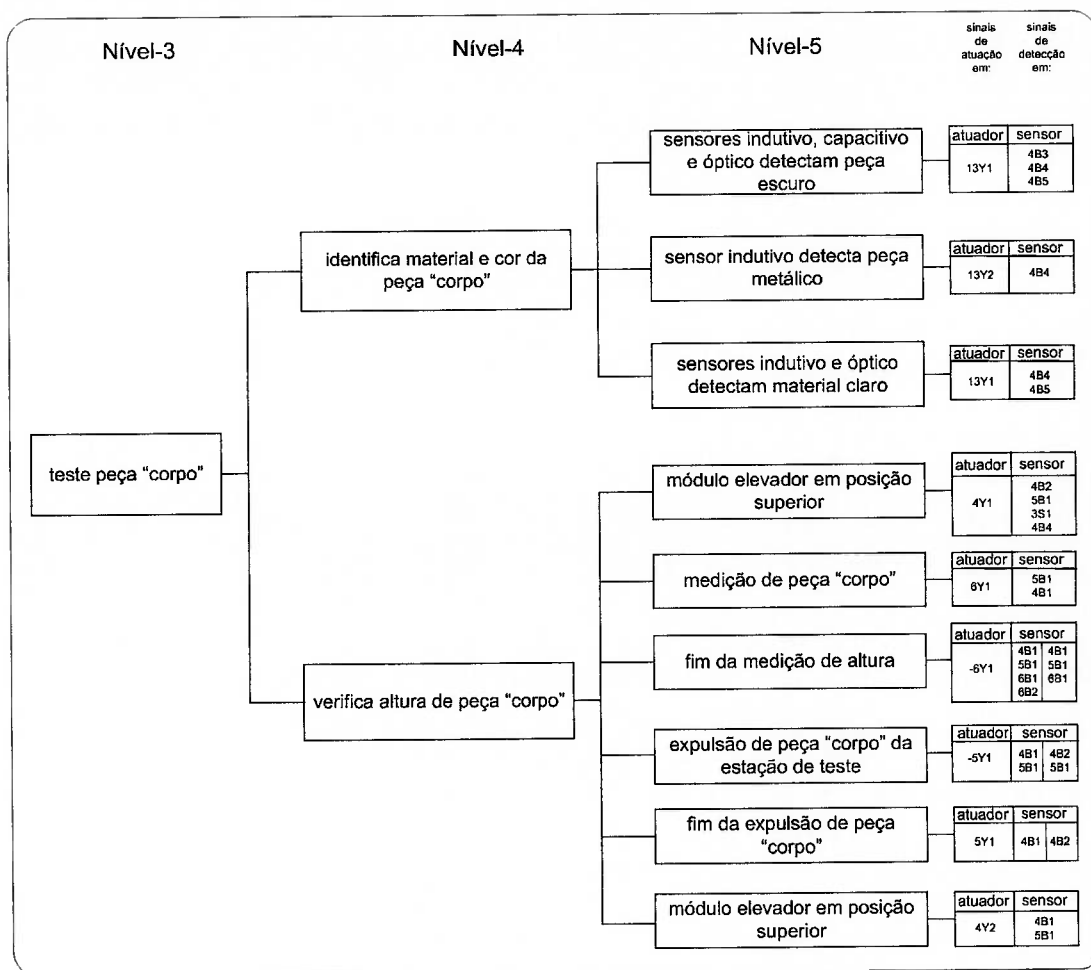 Nível-3
Nível-4
Nível-5
sinais
de
atuação
em:
sinais
de
detecção
em:
sensores indutivo, capacitivo
e óptico detectam peça
escuro
atuador sensor
13Y1
4B3
4B4
4B5
identifica material e cor da
peça “corpo”
sensor indutivo detecta peça
metálico
atuador sensor
13Y2 4B4
sensores indutivo e óptico
detectam material claro
atuador sensor
13Y1
4B4
4B5
teste peça “corpo”
módulo elevador em posição
superior
atuador sensor
4Y1
4B2
5B1
3S1
4B4
medição de peça “corpo”
atuador sensor
6Y1
5B1
4B1
verifica altura de peça “corpo”
fim da medição de altura
atuador sensor
-6Y1
4B1 4B1
5B1 5B1
6B1 6B1
6B2
expulsão de peça “corpo” da
estação de teste
atuador sensor
-5Y1
4B1 4B2
5B1 5B1
fim da expulsão de peça
“corpo”
atuador sensor
5Y1 4B1 4B2
módulo elevador em posição
superior
atuador sensor
4Y2
4B1
5B1